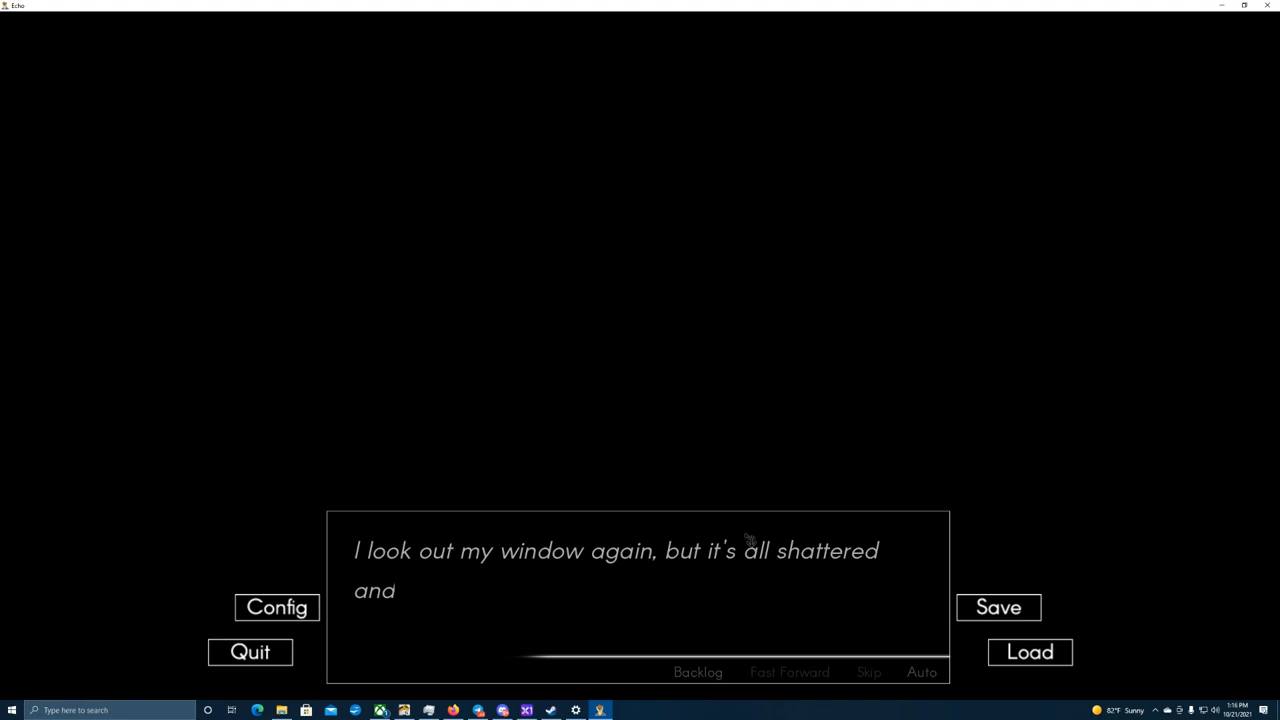 Echo
I look out my window again, but it's all shattered
and
Config
Save
Quit
Load
Backlog
Fast Forward
Skip
Auto
Type here to search
82°F Sunny
1:16 PM
10/21/2021